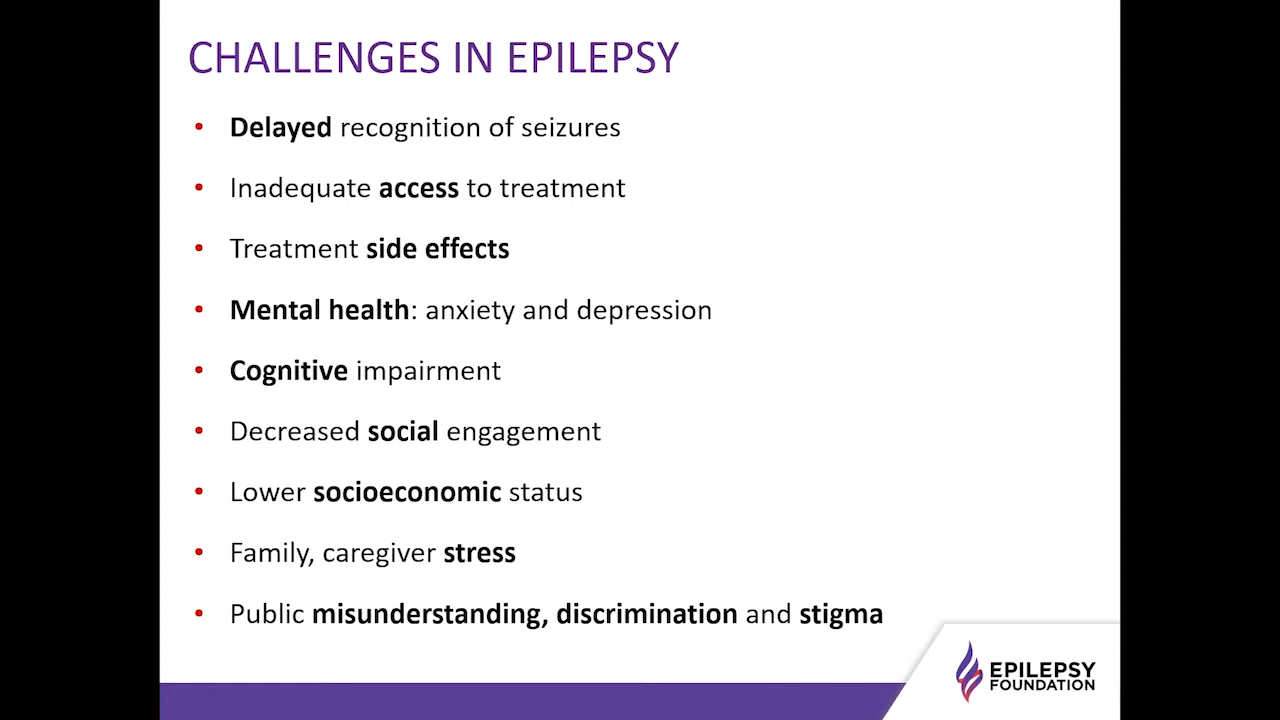 CHALLENGES IN EPILEPSY
• Delayed recognition of seizures
• Inadequate access to treatment
• Treatment side effects
• Mental health: anxiety and depression
• Cognitive impairment
• Decreased social engagement
• Lower socioeconomic status
• Family, caregiver stress
• Public misunderstanding, discrimination and stigma
EPILEPSY
FOUNDATION